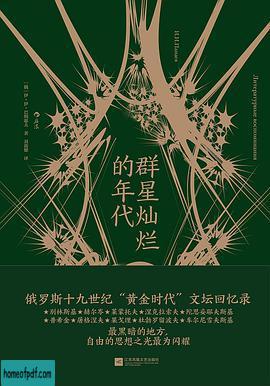 И.И.Панаев
Литературные воспоминания
后浪
群星灿烂
的年代
俄罗斯十九世纪“黄金时代”文坛回忆录
★别林斯基★赫尔岑★莱蒙托夫★涅克拉索夫★陀思妥耶夫斯基
★普希金★屠格涅夫★果戈理★杜勃罗留波夫★车尔尼雪夫斯基
最黑暗的地方，
自由的思想之光最为闪耀
江苏凤凰文艺出版社
homeofpdf.com